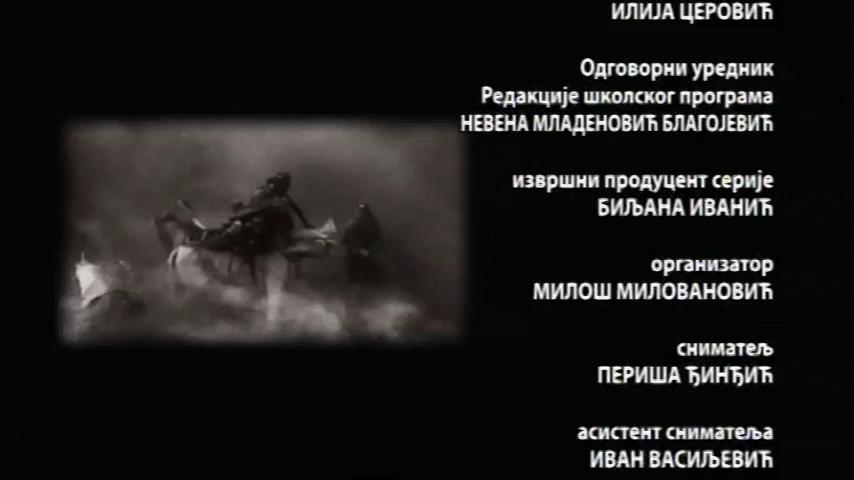 ИЛИЈА ЦЕРОВИЋ
Одговорни уредник
Редакције школског програма
НЕВЕНА МЛАДЕНОВИЋ БЛАГОЈЕВИЋ
извршни продуцент серије
БИЉАНА ИВАНИЋ
организатор
МИЛОШ МИЛОВАНОВИЋ
сниматељ
ПЕРИША ЂИНЂИЋ
асистент сниматеља
ИВАН ВАСИЉЕВИЋ